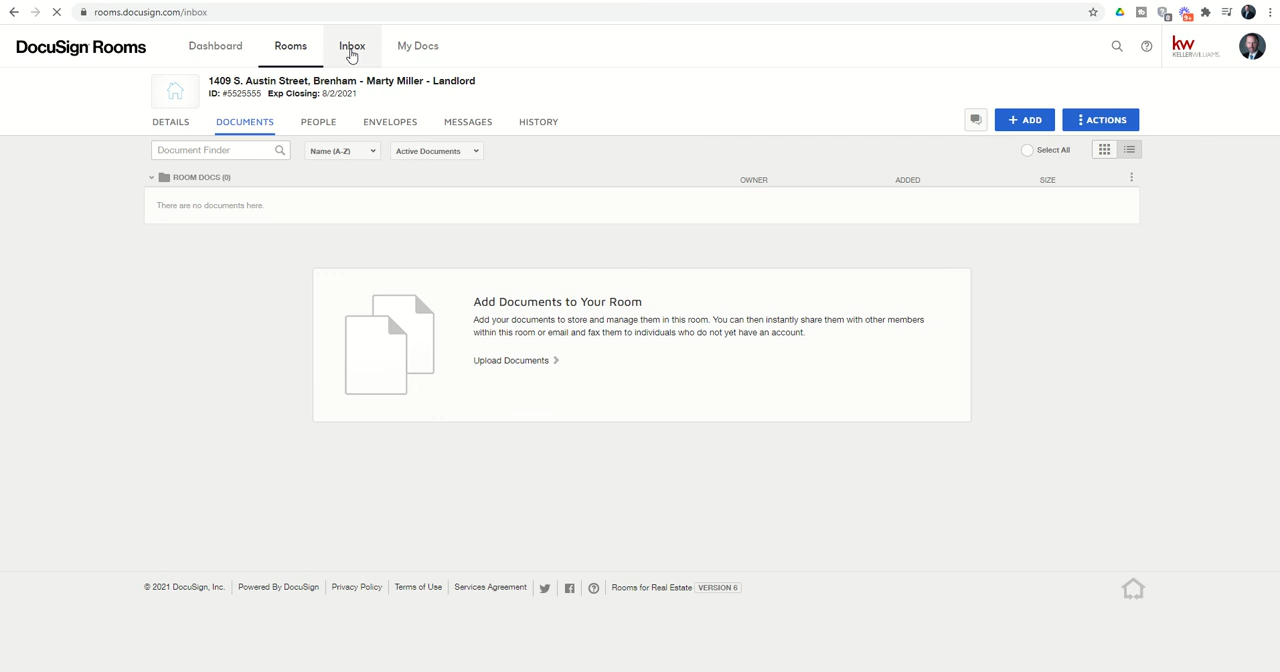 rooms.docusign.com/inbox
DocuSign Rooms
Dashboard
Rooms
Inbox
My Docs
kw
KELLERWILLIAMS.
1409 S. Austin Street, Brenham - Marty Miller - Landlord
ID: #5525555 Exp Closing: 8/2/2021
DETAILS
DOCUMENTS
PEOPLE
ENVELOPES
MESSAGES
HISTORY
+ ADD
ACTIONS
Document Finder
Name (A-Z)
Active Documents
Select All
ROOM DOCS (0)
OWNER
ADDED
SIZE
There are no documents here.
Add Documents to Your Room
Add your documents to store and manage them in this room. You can then instantly share them with other members
within this room or email and fax them to individuals who do not yet have an account.
Upload Documents
© 2021 DocuSign, Inc.
Powered By DocuSign
Privacy Policy
Terms of Use
Services Agreement
Rooms for Real Estate
VERSION 6